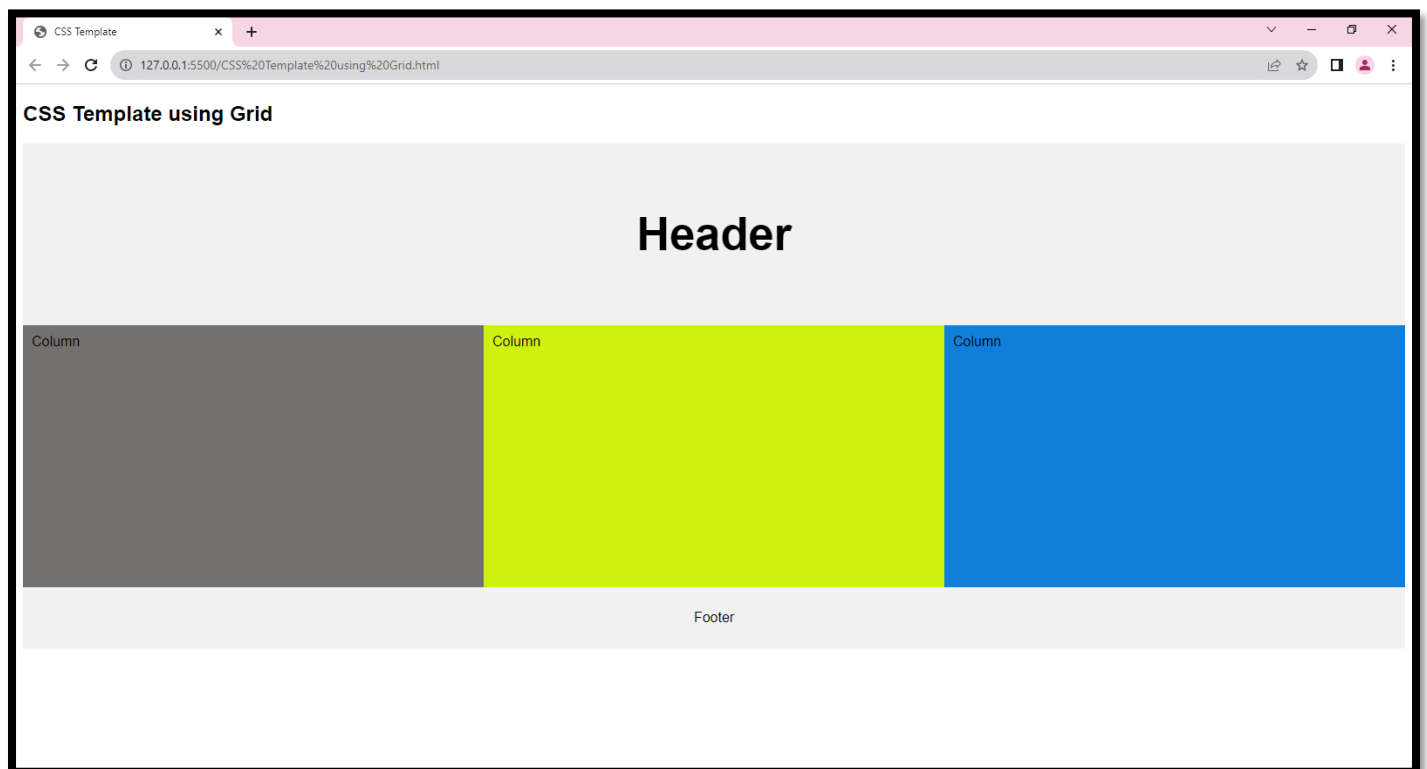 CSS Template
127.0.0.1:5500/CSS%20Template%20using%20Grid.html
CSS Template using Grid
Header
Column Column Column
Footer